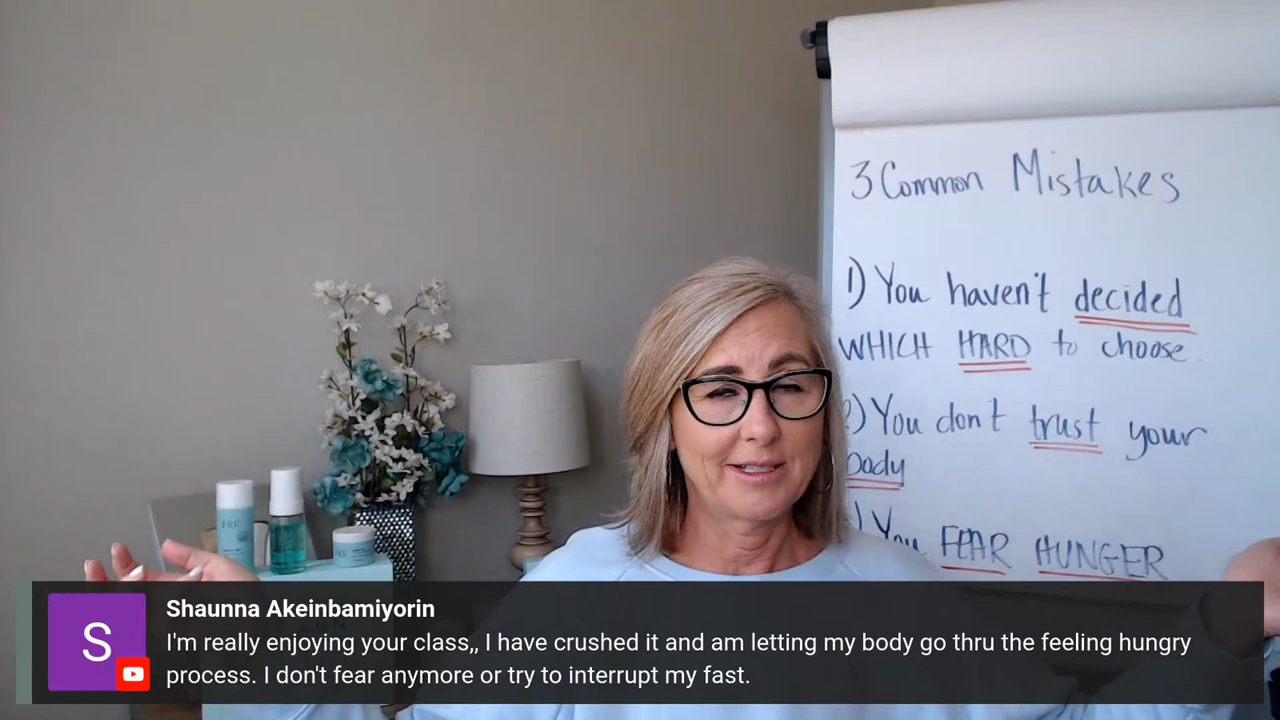 3 Common Mistakes
1) You haven't decided
WHICH HARD to choose.
2) You don't trust your
body
) You FEAR HUNGER
S
Shaunna Akeinbamiyorin
I'm really enjoying your class,, I have crushed it and am letting my body go thru the feeling hungry
process. I don't fear anymore or try to interrupt my fast.